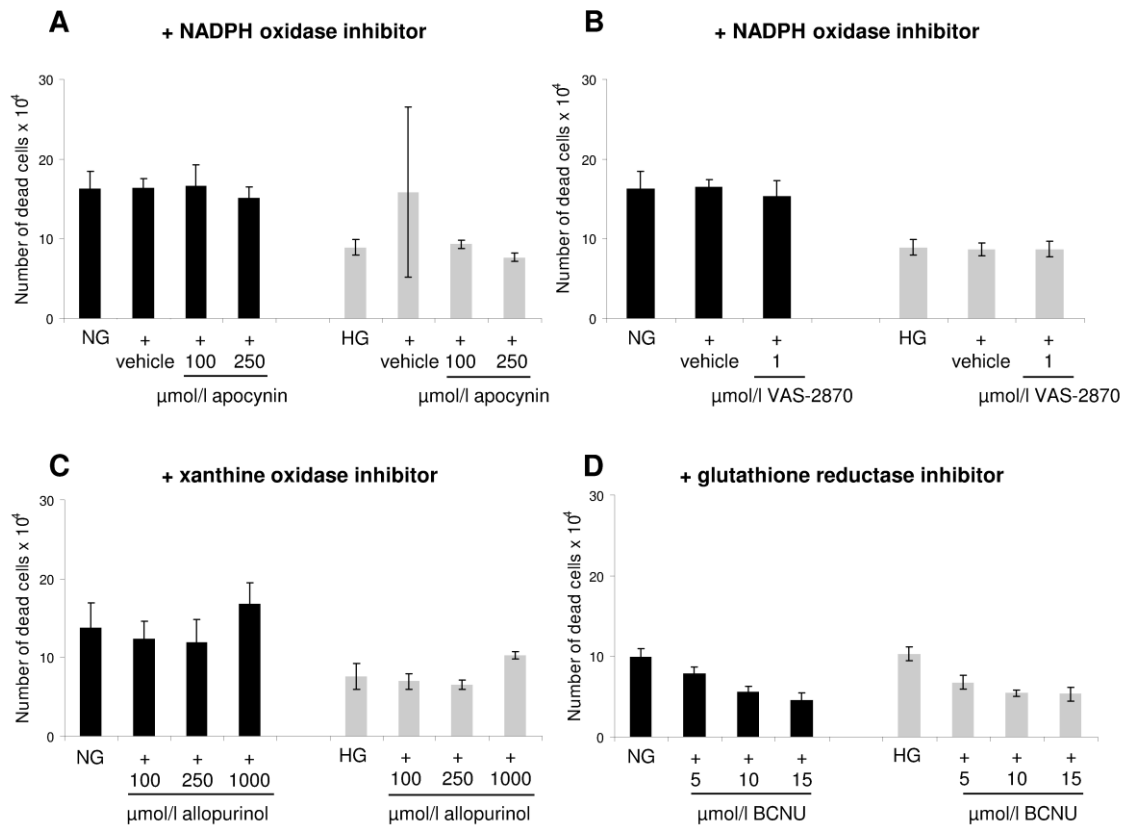 A
+ NADPH oxidase inhibitor
Number of dead cells x 10⁴
30
20
10
0
NG + + + HG + + +
vehicle 100 250 vehicle 100 250
µmol/l apocynin µmol/l apocynin
B
+ NADPH oxidase inhibitor
Number of dead cells x 10⁴
30
20
10
0
NG + + HG + +
vehicle 1 vehicle 1
µmol/l VAS-2870 µmol/l VAS-2870
C
+ xanthine oxidase inhibitor
Number of dead cells x 10⁴
30
20
10
0
NG + + + HG + + +
100 250 1000 100 250 1000
µmol/l allopurinol µmol/l allopurinol
D
+ glutathione reductase inhibitor
Number of dead cells x 10⁴
30
20
10
0
NG + + + HG + + +
5 10 15 5 10 15
µmol/l BCNU µmol/l BCNU